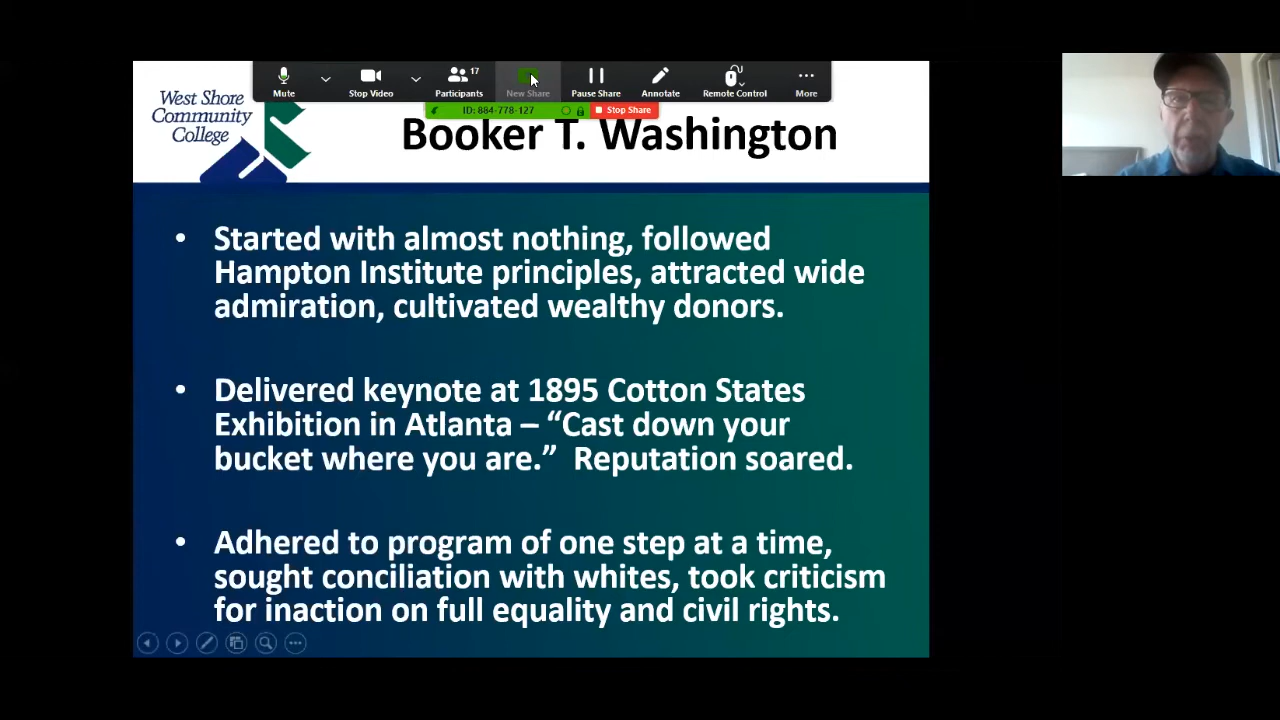 17
Mute
Stop Video
Participants
New Share
Pause Share
Annotate
Remote Control
More
ID: 884-778-127
Stop Share
West Shore
Community
College
Booker T. Washington
• Started with almost nothing, followed
Hampton Institute principles, attracted wide
admiration, cultivated wealthy donors.
• Delivered keynote at 1895 Cotton States
Exhibition in Atlanta – “Cast down your
bucket where you are.”  Reputation soared.
• Adhered to program of one step at a time,
sought conciliation with whites, took criticism
for inaction on full equality and civil rights.